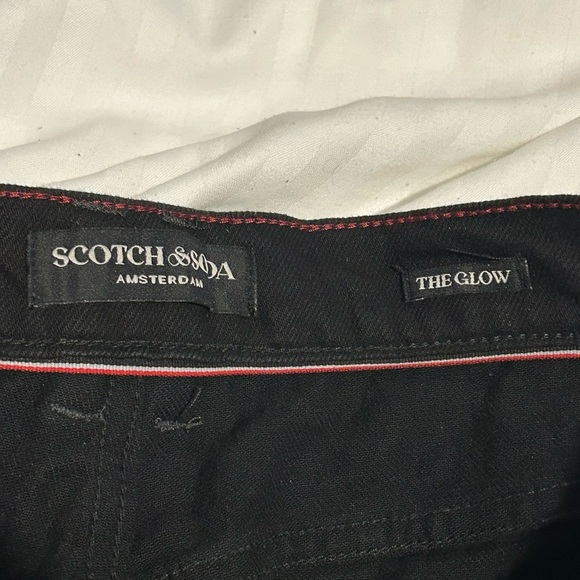 SCOTCH & SODA
AMSTERDAM
THE GLOW